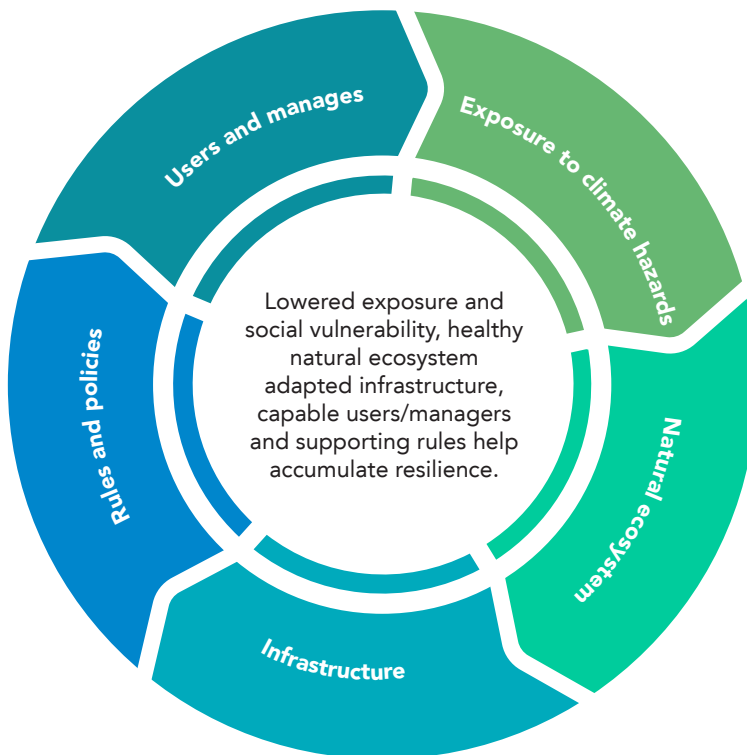 Users and manages
Exposure to climate hazards
Natural ecosystem
Infrastructure
Rules and policies
Lowered exposure and
social vulnerability, healthy
natural ecosystem
adapted infrastructure,
capable users/managers
and supporting rules help
accumulate resilience.